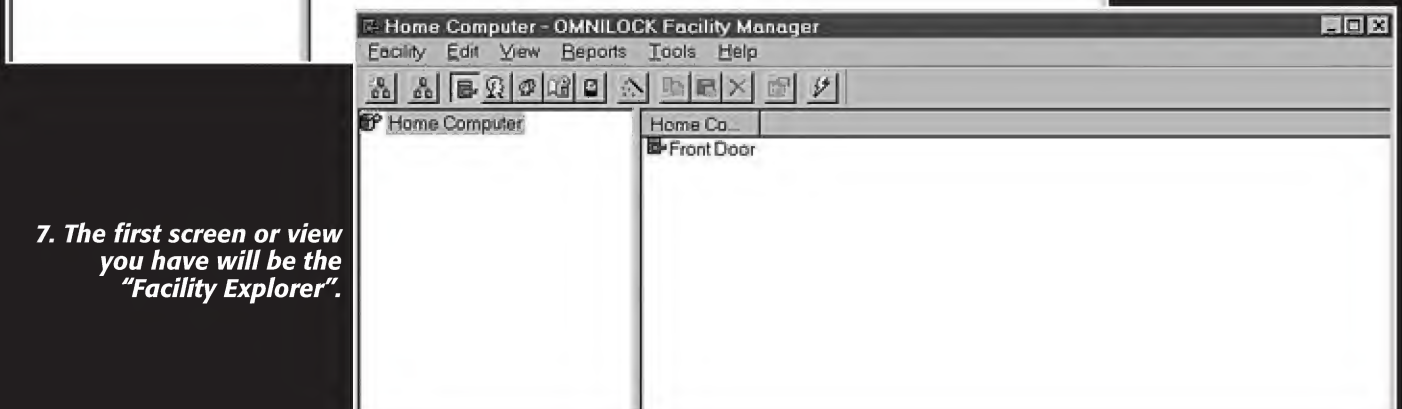 Home Computer - OMNILOCK Facility Manager
Facility Edit View Reports Tools Help
Home Computer
Home Co...
Front Door
7. The first screen or view
you have will be the
"Facility Explorer".